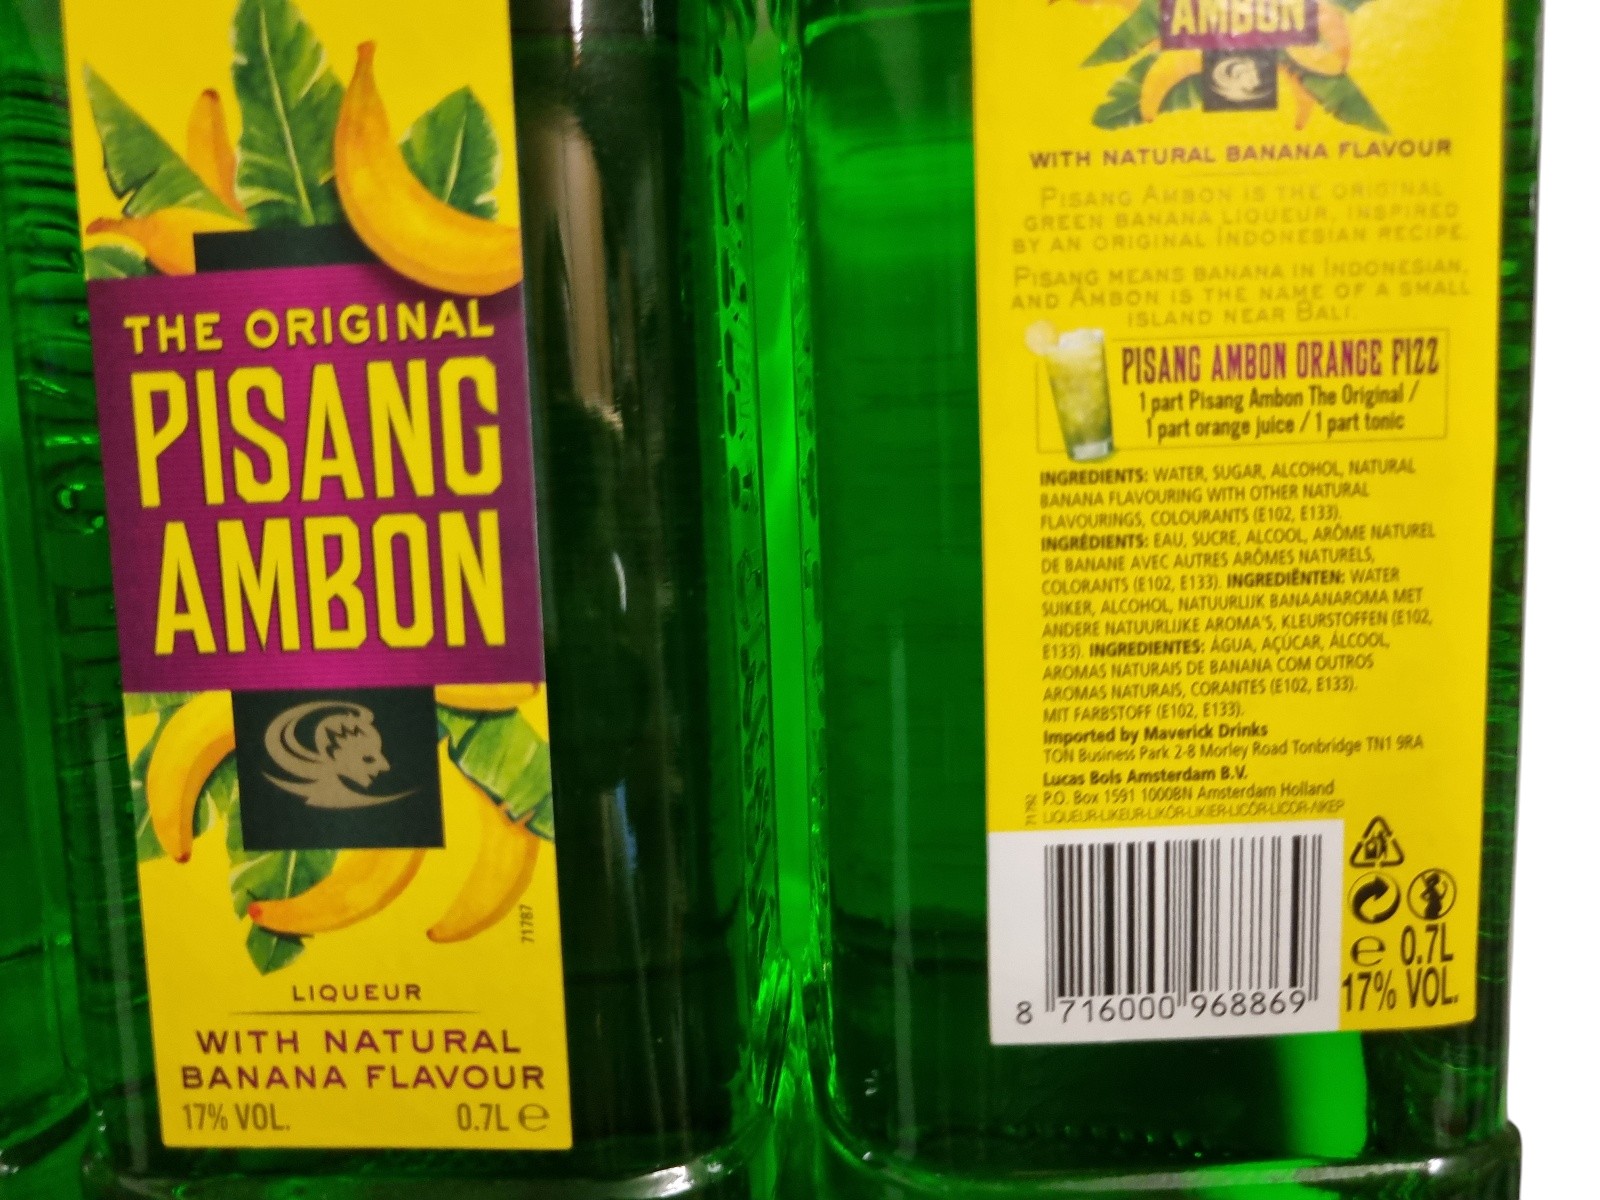 THE ORIGINAL
PISANG
AMBON
71787
LIQUEUR
WITH NATURAL
BANANA FLAVOUR
17% VOL. 0.7L e
AMBON
WITH NATURAL BANANA FLAVOUR
PISANG AMBON IS THE ORIGINAL
GREEN BANANA LIQUEUR, INSPIRED
BY AN ORIGINAL INDONESIAN RECIPE.
PISANG MEANS BANANA IN INDONESIAN,
AND AMBON IS THE NAME OF A SMALL
ISLAND NEAR BALI.
PISANG AMBON ORANGE FIZZ
1 part Pisang Ambon The Original /
1 part orange juice / 1 part tonic
INGREDIENTS: WATER, SUGAR, ALCOHOL, NATURAL
BANANA FLAVOURING WITH OTHER NATURAL
FLAVOURINGS, COLOURANTS (E102, E133).
INGRÉDIENTS: EAU, SUCRE, ALCOOL, ARÔME NATUREL
DE BANANE AVEC AUTRES ARÔMES NATURELS,
COLORANTS (E102, E133). INGREDIËNTEN: WATER
SUIKER, ALCOHOL, NATUURLIJK BANAANAROMA MET
ANDERE NATUURLIJKE AROMA'S, KLEURSTOFFEN (E102,
E133). INGREDIENTES: ÁGUA, AÇÚCAR, ÁLCOOL,
AROMAS NATURAIS DE BANANA COM OUTROS
AROMAS NATURAIS, CORANTES (E102, E133).
MIT FARBSTOFF (E102, E133).
Imported by Maverick Drinks
TON Business Park 2-8 Morley Road Tonbridge TN1 9RA
Lucas Bols Amsterdam B.V.
P.O. Box 1591 1000BN Amsterdam Holland
71792
LIQUEUR-LIKEUR-LIKÖR-LIKIER-LICÓR-LICOR-ΛΙΚΕΡ
8 716000 968869
e 0.7L
17% VOL.